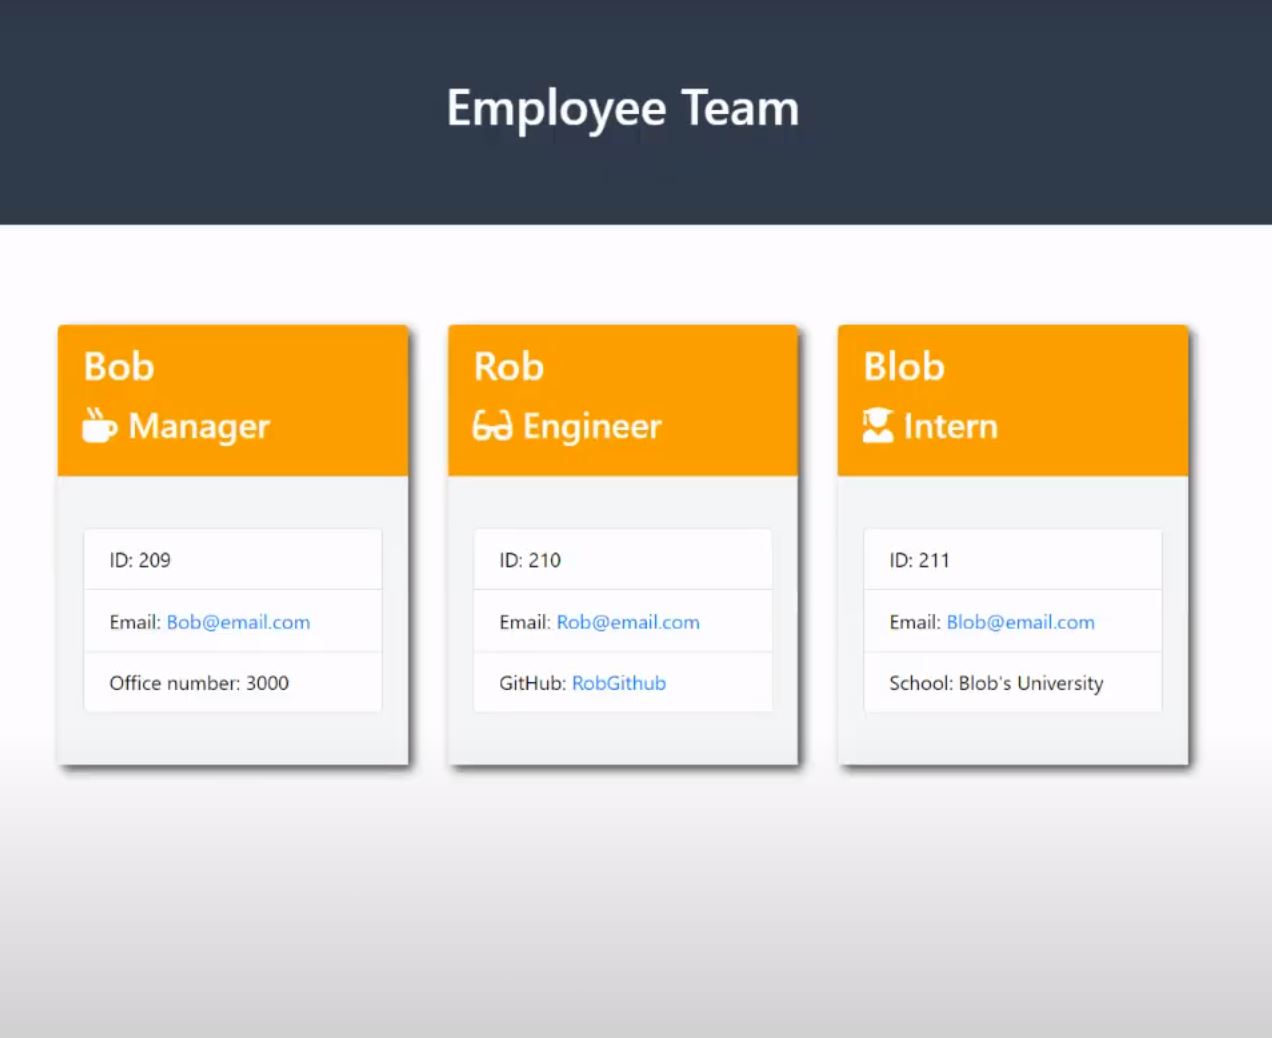 Employee Team
Bob
Manager
ID: 209
Email: Bob@email.com
Office number: 3000
Rob
Engineer
ID: 210
Email: Rob@email.com
GitHub: RobGithub
Blob
Intern
ID: 211
Email: Blob@email.com
School: Blob's University